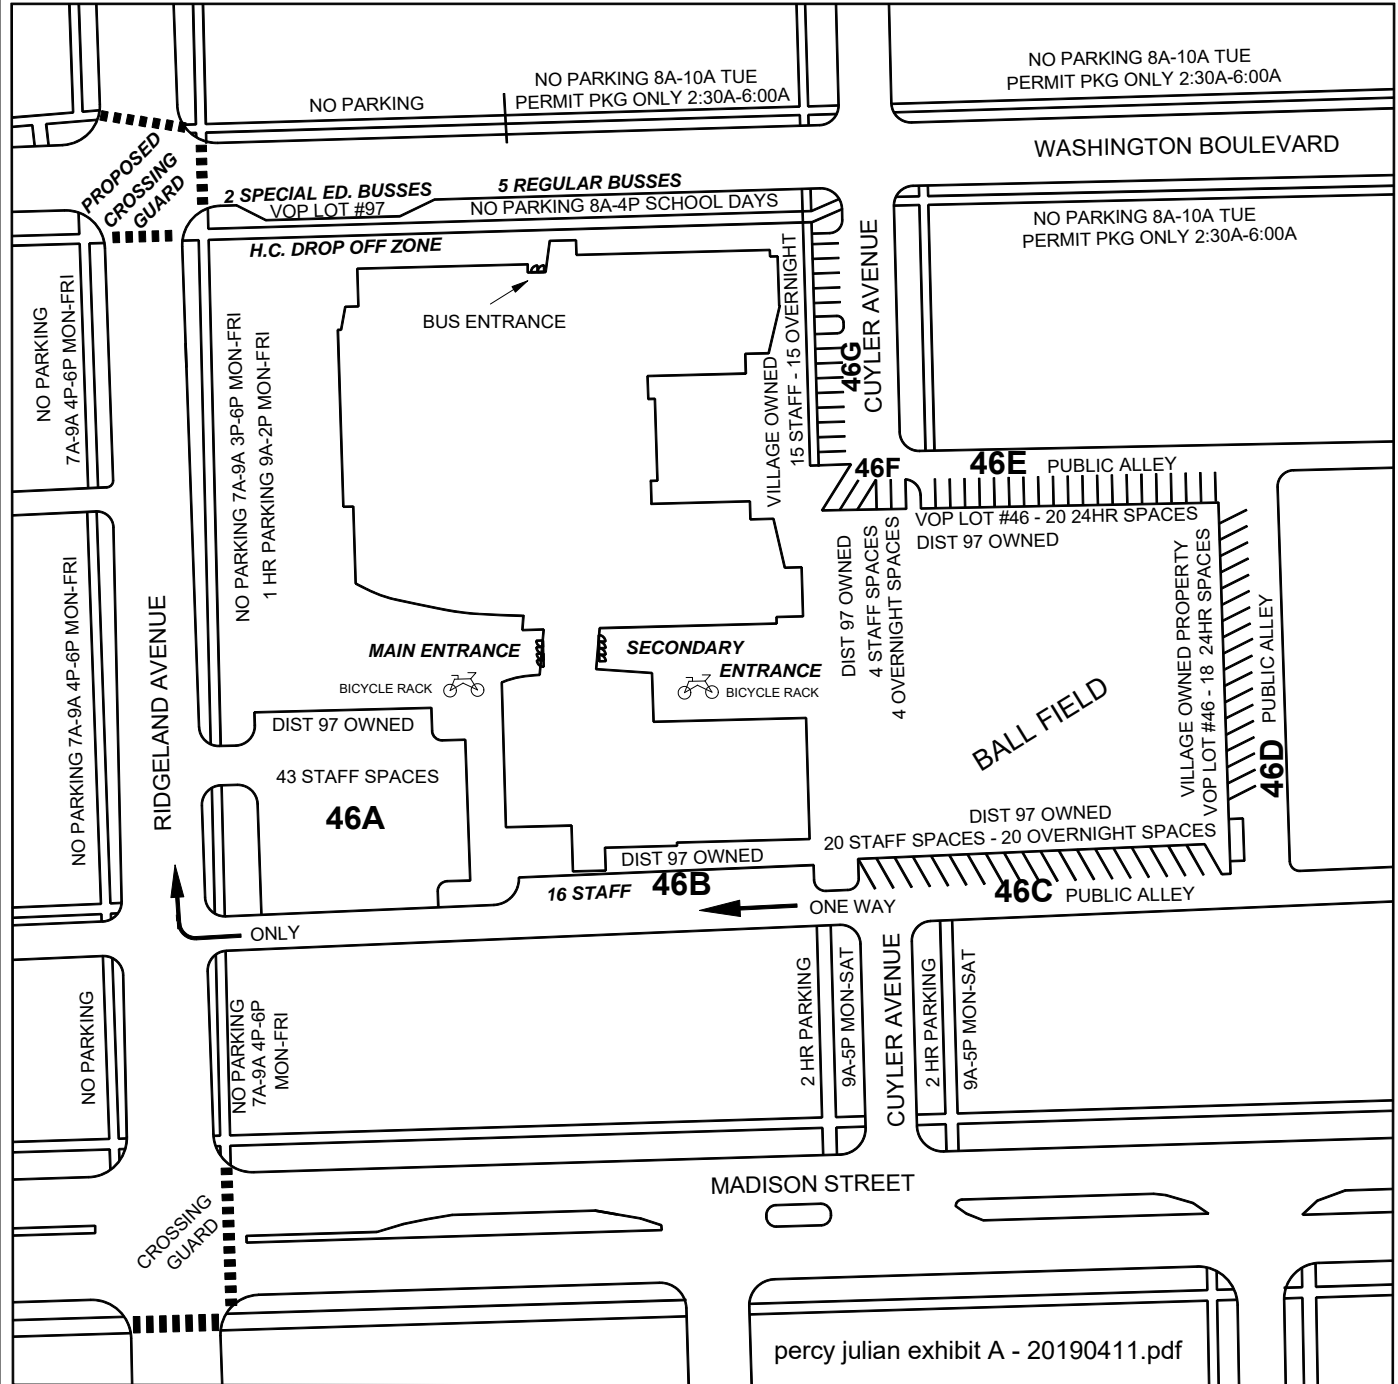 NO PARKING 8A-10A TUE
PERMIT PKG ONLY 2:30A-6:00A
NO PARKING
NO PARKING 8A-10A TUE
PERMIT PKG ONLY 2:30A-6:00A
WASHINGTON BOULEVARD
PROPOSED
CROSSING
GUARD
2 SPECIAL ED. BUSSES
VOP LOT #97
5 REGULAR BUSSES
NO PARKING 8A-4P SCHOOL DAYS
NO PARKING 8A-10A TUE
PERMIT PKG ONLY 2:30A-6:00A
H.C. DROP OFF ZONE
BUS ENTRANCE
NO PARKING
7A-9A 4P-6P MON-FRI
NO PARKING 7A-9A 3P-6P MON-FRI
1 HR PARKING 9A-2P MON-FRI
VILLAGE OWNED
15 STAFF - 15 OVERNIGHT
46G
CUYLER AVENUE
46F
46E
PUBLIC ALLEY
VOP LOT #46 - 20 24HR SPACES
DIST 97 OWNED
DIST 97 OWNED
4 STAFF SPACES
4 OVERNIGHT SPACES
VILLAGE OWNED PROPERTY
VOP LOT #46 - 18 24HR SPACES
PUBLIC ALLEY
46D
NO PARKING 7A-9A 4P-6P MON-FRI
RIDGELAND AVENUE
MAIN ENTRANCE
BICYCLE RACK
SECONDARY
ENTRANCE
BICYCLE RACK
BALL FIELD
DIST 97 OWNED
43 STAFF SPACES
46A
DIST 97 OWNED
20 STAFF SPACES - 20 OVERNIGHT SPACES
DIST 97 OWNED
16 STAFF
46B
46C
PUBLIC ALLEY
ONE WAY
ONLY
NO PARKING
NO PARKING
7A-9A 4P-6P
MON-FRI
2 HR PARKING
9A-5P MON-SAT
CUYLER AVENUE
2 HR PARKING
9A-5P MON-SAT
MADISON STREET
CROSSING
GUARD
percy julian exhibit A - 20190411.pdf